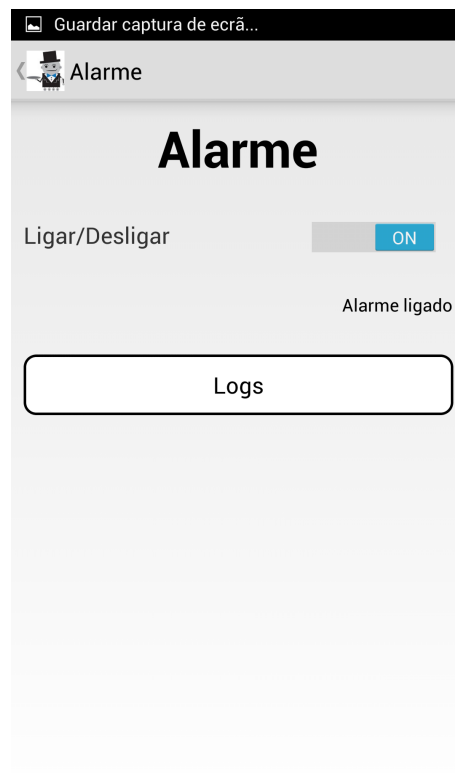 Guardar captura de ecrã...
Alarme
Alarme
Ligar/Desligar
ON
Alarme ligado
Logs